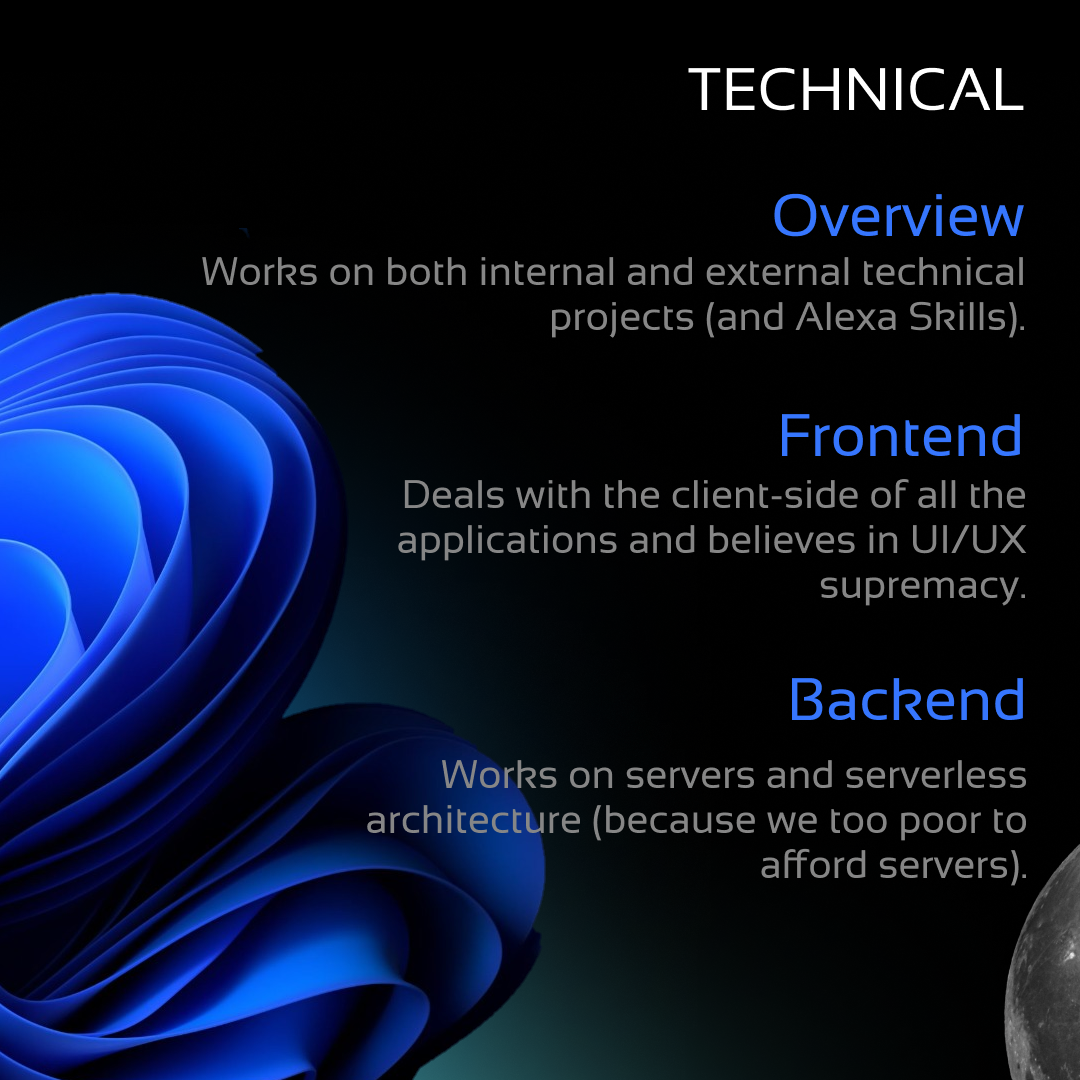 TECHNICAL
Overview
Works on both internal and external technical
projects (and Alexa Skills).
Frontend
Deals with the client-side of all the
applications and believes in UI/UX
supremacy.
Backend
Works on servers and serverless
architecture (because we too poor to
afford servers).